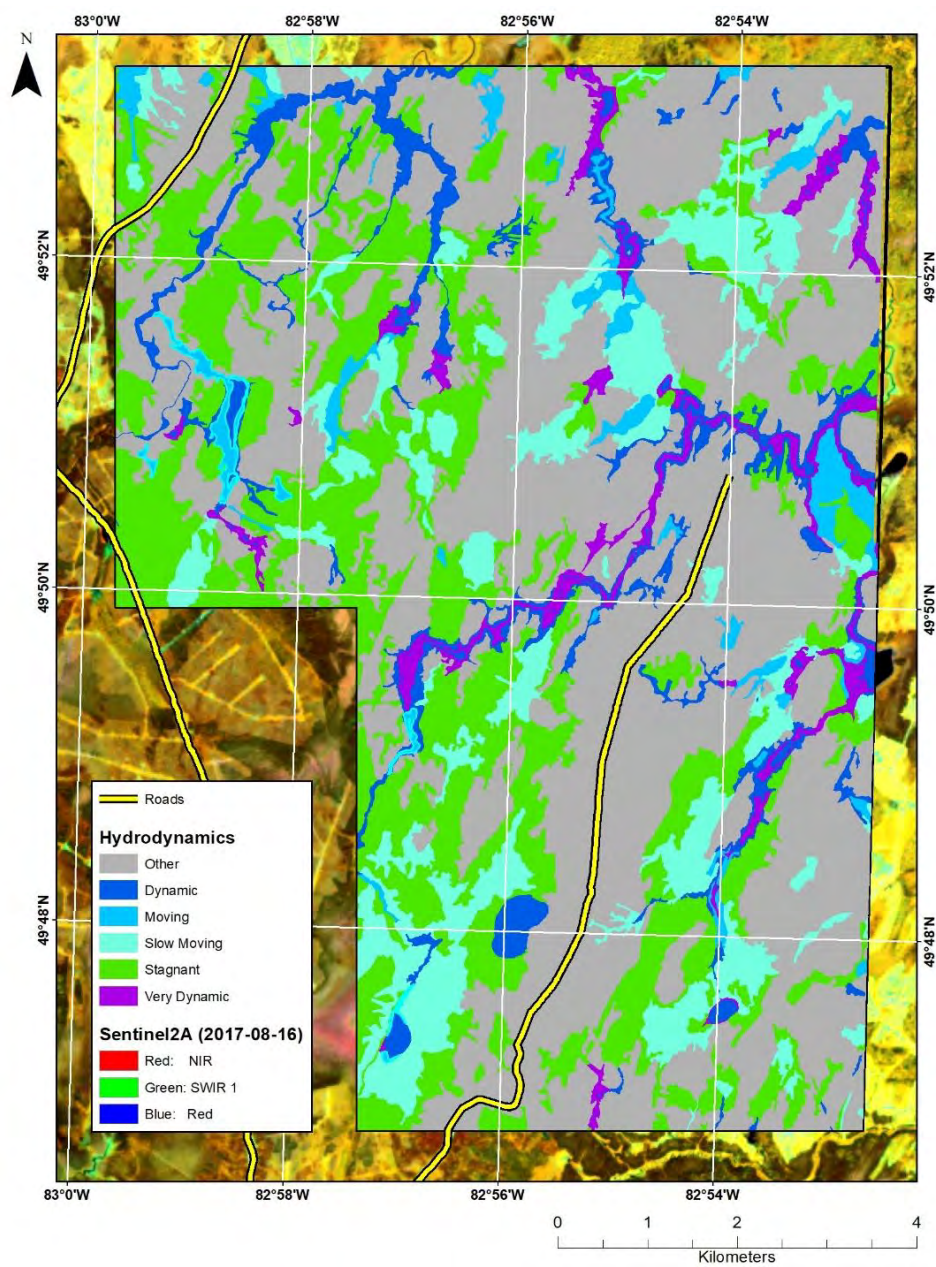 83°0'W 82°58'W 82°56'W 82°54'W
N
49°52'N
49°52'N
49°50'N
49°50'N
49°48'N
49°48'N
Roads
Hydrodynamics
Other
Dynamic
Moving
Slow Moving
Stagnant
Very Dynamic
Sentinel2A (2017-08-16)
Red: NIR
Green: SWIR 1
Blue: Red
83°0'W 82°58'W 82°56'W 82°54'W
0 1 2 4
Kilometers